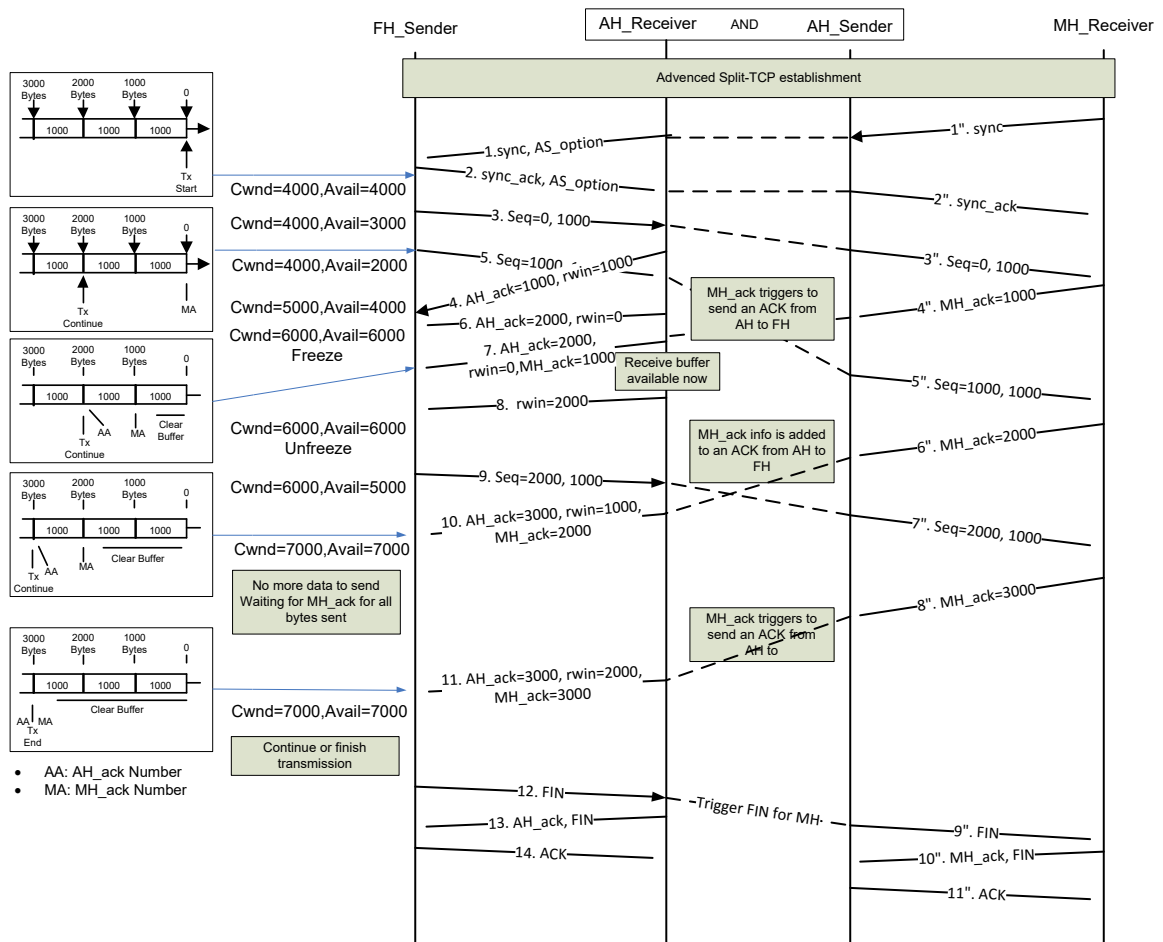 FH_Sender
AH_Receiver AND AH_Sender
MH_Receiver
Advanced Split-TCP establishment
3000 Bytes
2000 Bytes
1000 Bytes
0
1000 1000 1000
Tx Start
1". sync
1.sync, AS_option
2. sync_ack, AS_option
Cwnd=4000,Avail=4000
2". sync_ack
3000 Bytes
2000 Bytes
1000 Bytes
0
1000 1000 1000
Tx Continue
MA
Cwnd=4000,Avail=3000
3. Seq=0, 1000
Cwnd=4000,Avail=2000
5. Seq=1000,
3". Seq=0, 1000
4. AH_ack=1000, rwin=1000
Cwnd=5000,Avail=4000
MH_ack triggers to
send an ACK from
AH to FH
4". MH_ack=1000
6. AH_ack=2000, rwin=0
Cwnd=6000,Avail=6000
Freeze
7. AH_ack=2000,
rwin=0,MH_ack=1000
Receive buffer
available now
5". Seq=1000, 1000
3000 Bytes
2000 Bytes
1000 Bytes
0
1000 1000 1000
Tx Continue
AA
MA
Clear Buffer
8. rwin=2000
Cwnd=6000,Avail=6000
Unfreeze
MH_ack info is added
to an ACK from AH to
FH
6". MH_ack=2000
3000 Bytes
2000 Bytes
1000 Bytes
0
1000 1000 1000
Tx Continue
AA
MA
Clear Buffer
Cwnd=6000,Avail=5000
9. Seq=2000, 1000
10. AH_ack=3000, rwin=1000,
MH_ack=2000
7". Seq=2000, 1000
Cwnd=7000,Avail=7000
No more data to send
Waiting for MH_ack for all
bytes sent
8". MH_ack=3000
MH_ack triggers to
send an ACK from
AH to
3000 Bytes
2000 Bytes
1000 Bytes
0
1000 1000 1000
Clear Buffer
AA
MA
Tx End
11. AH_ack=3000, rwin=2000,
MH_ack=3000
Cwnd=7000,Avail=7000
Continue or finish
transmission
• AA: AH_ack Number
• MA: MH_ack Number
12. FIN
Trigger FIN for MH
13. AH_ack, FIN
9". FIN
14. ACK
10". MH_ack, FIN
11". ACK